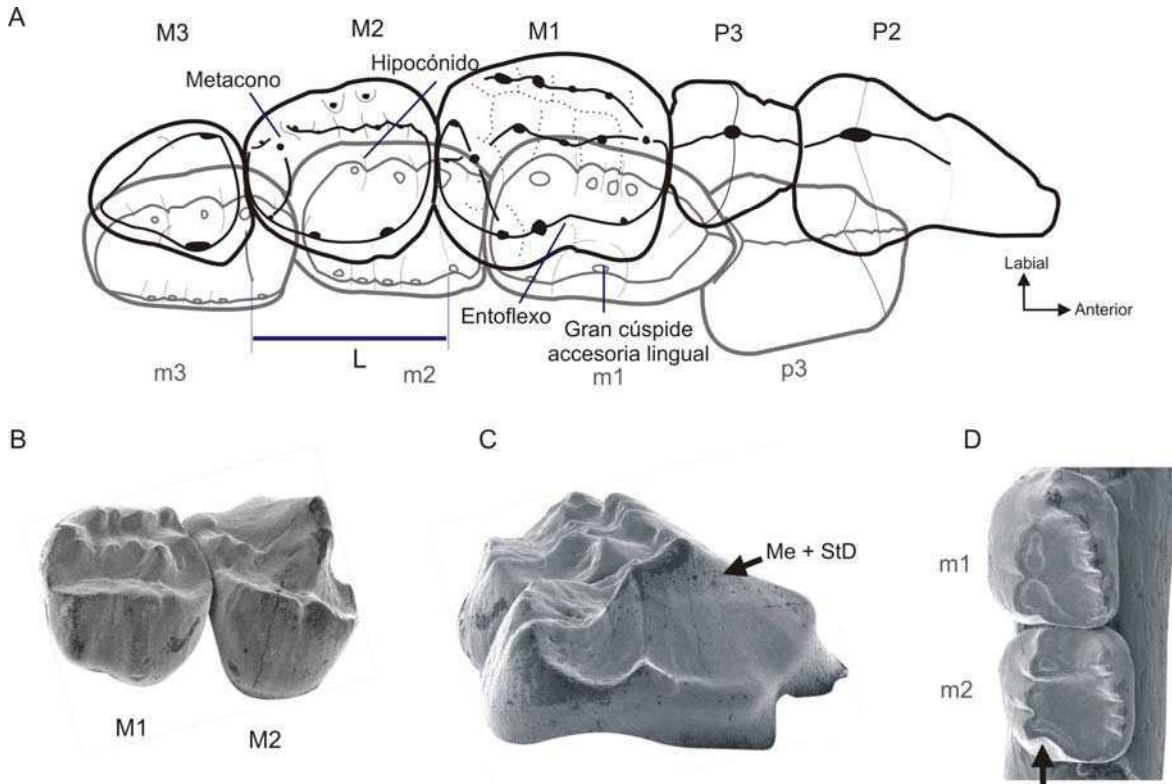 A
M3
M2
M1
P3
P2
Hipocónido
Metacono
Labial
Anterior
Entoflexo
Gran cúspide
accesoria lingual
L
m3
m2
m1
p3
B
C
D
Me + StD
m1
m2
M1
M2